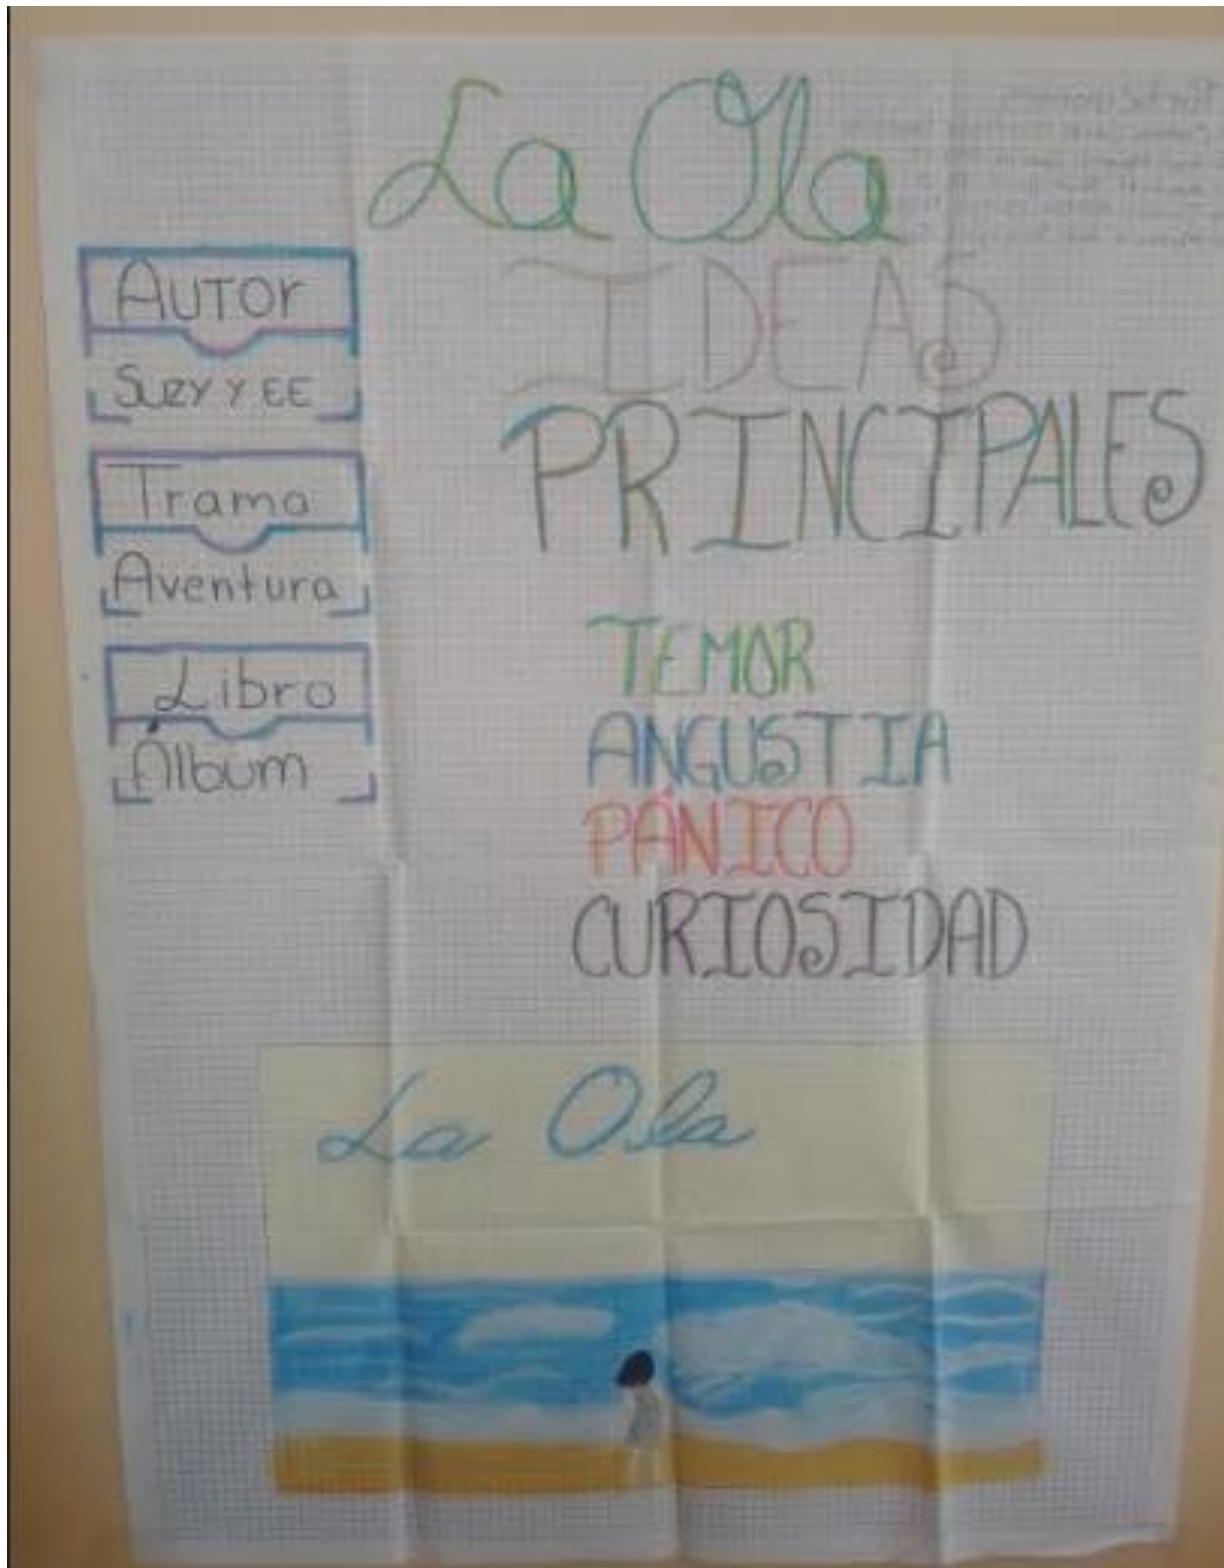 La Ola
IDEAS
PRINCIPALES
AUTOr
SUZY Y EE
Trama
Aventura
Libro
Álbum
TEMOR
ANGUSTIA
PÁNICO
CURIOSIDAD
La Ola